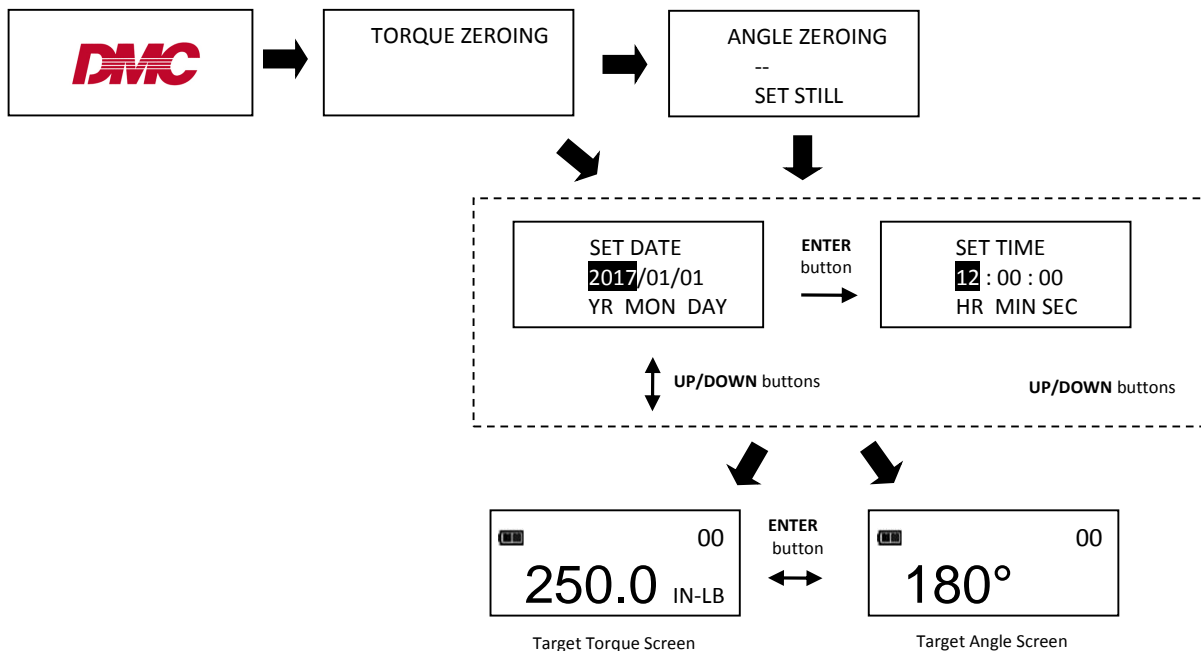 DMC
TORQUE ZEROING
ANGLE ZEROING
--
SET STILL
SET DATE
2017/01/01
YR MON DAY
ENTER
button
SET TIME
12 : 00 : 00
HR MIN SEC
UP/DOWN buttons
UP/DOWN buttons
00
250.0 IN-LB
Target Torque Screen
ENTER
button
00
180°
Target Angle Screen